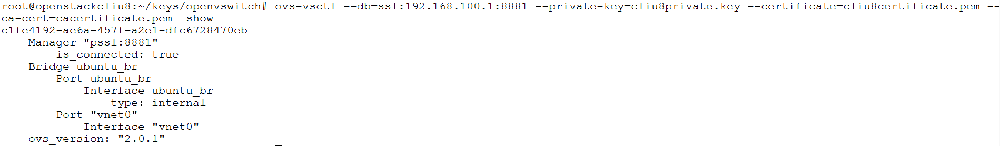 root@openstackcliu8:~/keys/openvswitch# ovs-vsctl --db=ssl:192.168.100.1:8881 --private-key=cliu8private.key --certificate=cliu8certificate.pem --
ca-cert=cacertificate.pem  show
c1fe4192-ae6a-457f-a2e1-dfc6728470eb
    Manager "pssl:8881"
        is_connected: true
    Bridge ubuntu_br
        Port ubuntu_br
            Interface ubuntu_br
                type: internal
        Port "vnet0"
            Interface "vnet0"
    ovs_version: "2.0.1"